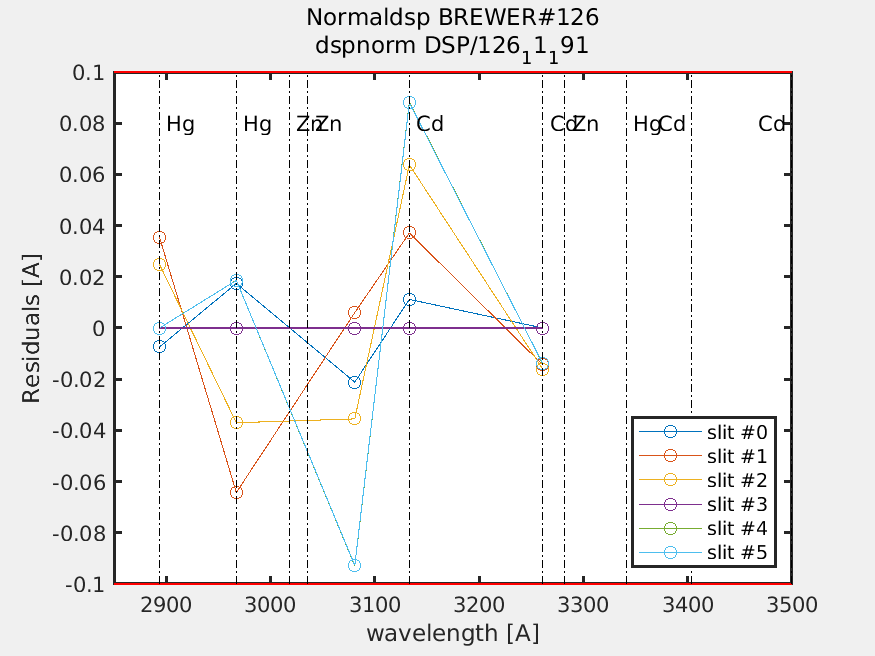 Normaldsp BREWER#126
dspnorm DSP/126₁1₁91
0.1
0.08
0.06
0.04
0.02
0
-0.02
-0.04
-0.06
-0.08
-0.1
Residuals [A]
Hg
Hg
Zn
Zn
Cd
Cd
Zn
Hg
Cd
Cd
slit #0
slit #1
slit #2
slit #3
slit #4
slit #5
2900 3000 3100 3200 3300 3400 3500
wavelength [A]